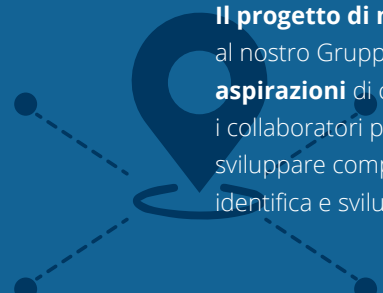 Il progetto di
al nostro Grupp
aspirazioni di
i collaboratori p
sviluppare comp
identifica e svilu